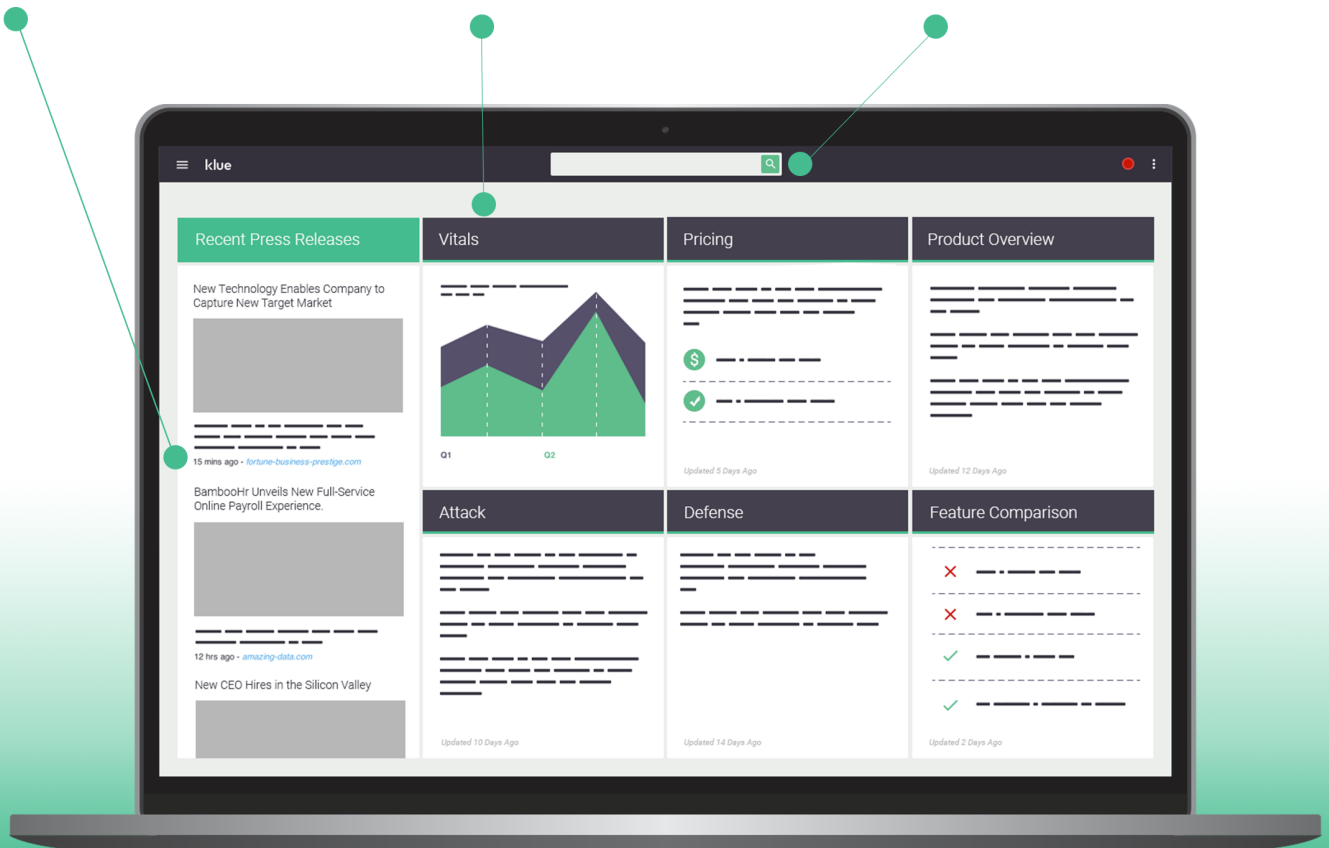 klue
Recent Press Releases
New Technology Enables Company to
Capture New Target Market
15 mins ago - fortune-business-prestige.com
BambooHr Unveils New Full-Service
Online Payroll Experience.
12 hrs ago - amazing-data.com
New CEO Hires in the Silicon Valley
Vitals
Q1 Q2
Pricing
$
Updated 5 Days Ago
Product Overview
Updated 12 Days Ago
Attack
Updated 10 Days Ago
Defense
Updated 14 Days Ago
Feature Comparison
Updated 2 Days Ago